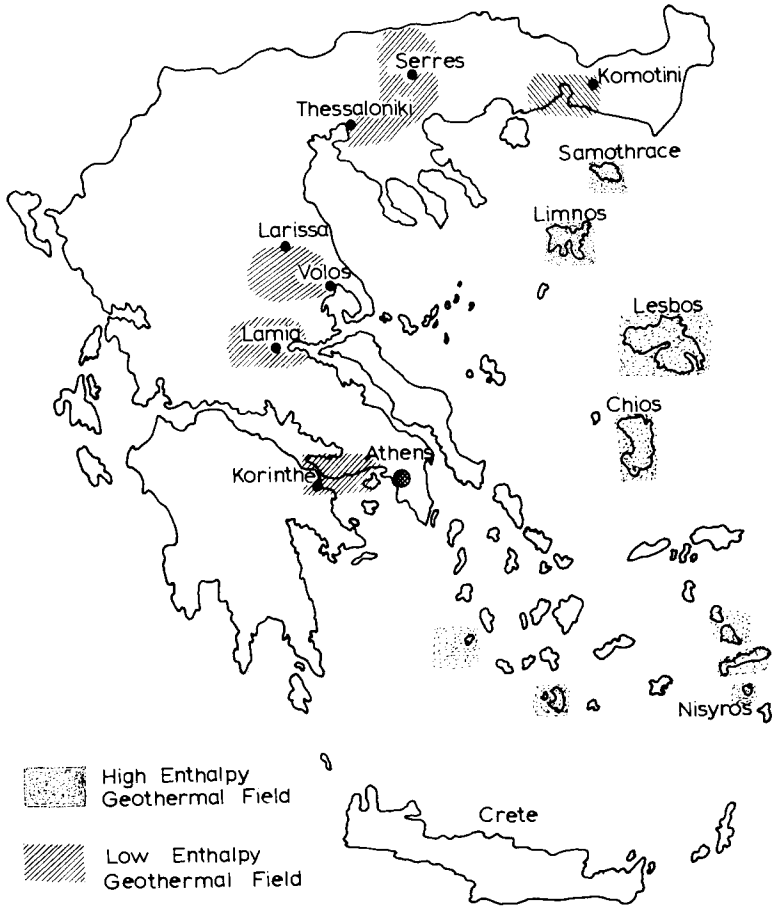 Serres
Komotini
Thessaloniki
Samothrace
Limnos
Larissa
Volos
Lesbos
Lamia
Chios
Athens
Korinthe
Nisyros
High Enthalpy
Geothermal Field
Crete
Low Enthalpy
Geothermal Field